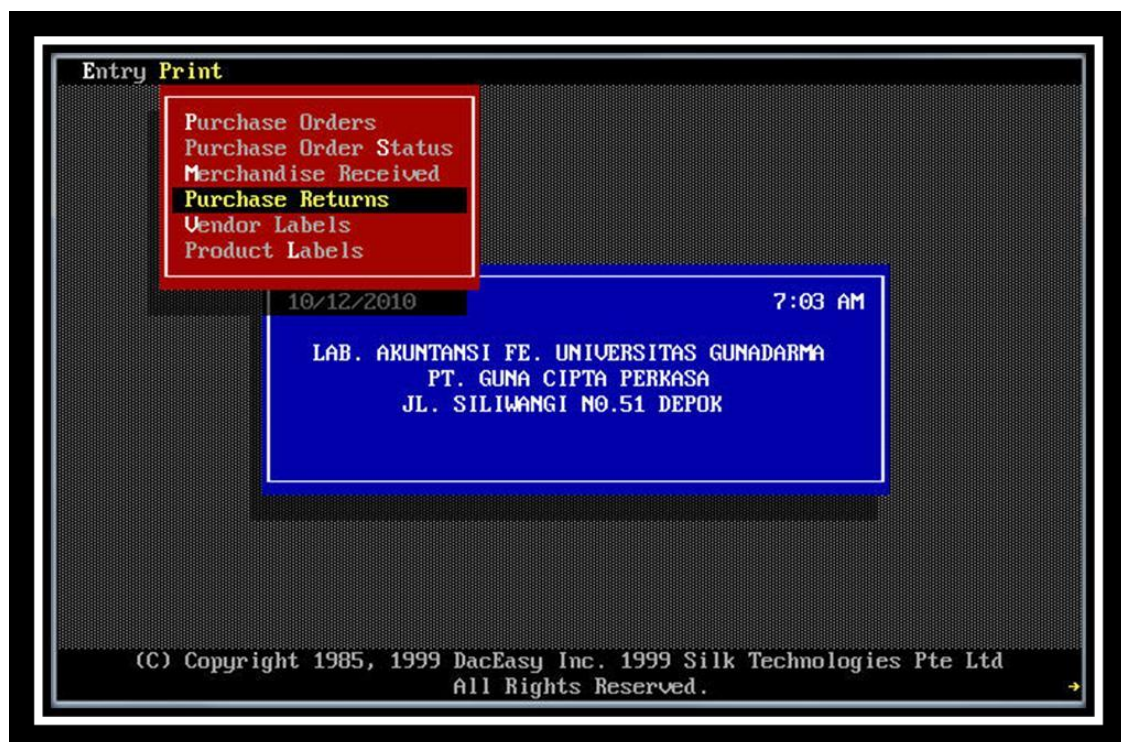 Entry Print
Purchase Orders
Purchase Order Status
Merchandise Received
Purchase Returns
Vendor Labels
Product Labels
10/12/2010 7:03 AM
LAB. AKUNTANSI FE. UNIVERSITAS GUNADARMA
PT. GUNA CIPTA PERKASA
JL. SILIWANGI NO.51 DEPOK
(C) Copyright 1985, 1999 DacEasy Inc. 1999 Silk Technologies Pte Ltd
All Rights Reserved.